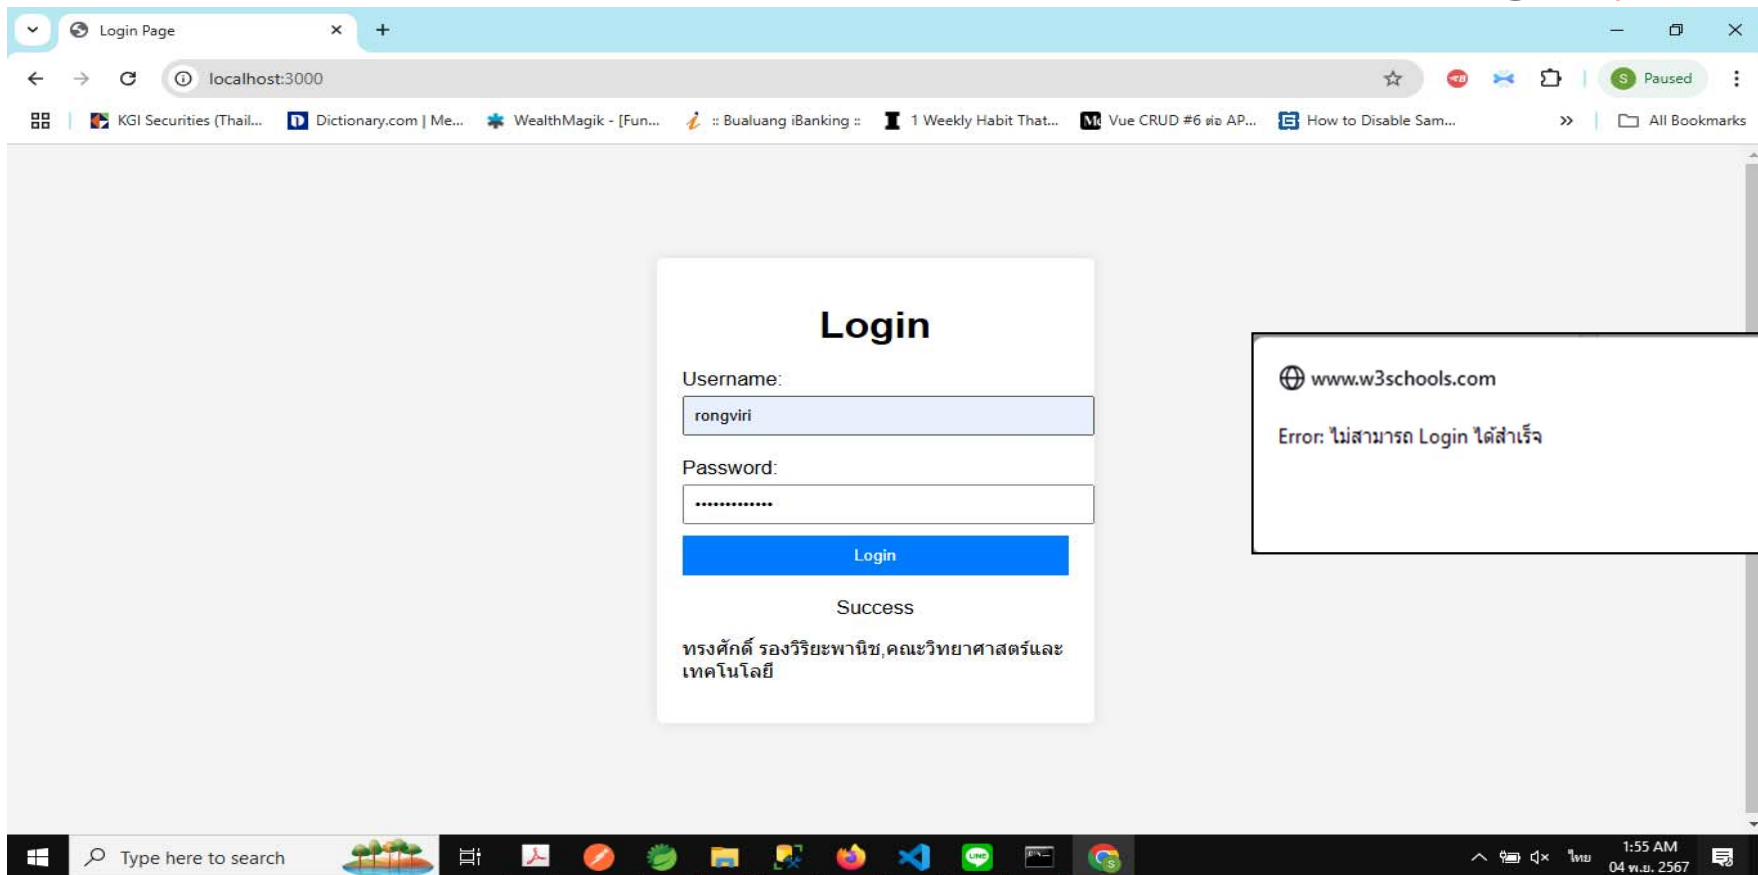 Login Page
localhost:3000
Paused
KGI Securities (Thail...
Dictionary.com | Me...
WealthMagik - [Fun...
:: Bualuang iBanking ::
1 Weekly Habit That...
Vue CRUD #6 ต่อ AP...
How to Disable Sam...
All Bookmarks
Login
Username:
rongviri
Password:
•••••••••••••
Login
Success
ทรงศักดิ์ รองวิริยะพานิช,คณะวิทยาศาสตร์และ
เทคโนโลยี
www.w3schools.com
Error: ไม่สามารถ Login ได้สำเร็จ
Type here to search
ไทย
1:55 AM
04 พ.ย. 2567